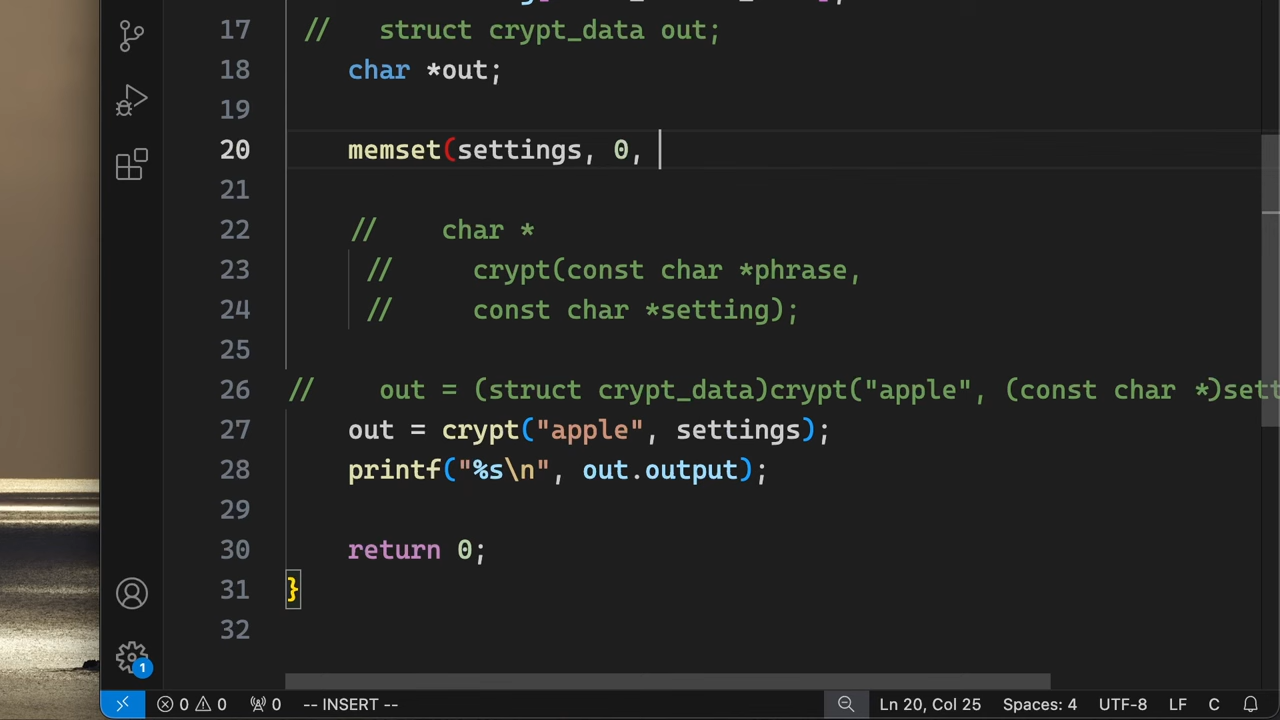 17 //   struct crypt_data out;
18 char *out;
19
20 memset(settings, 0,
21
22 //    char *
23 //     crypt(const char *phrase,
24 //     const char *setting);
25
26 //    out = (struct crypt_data)crypt("apple", (const char *)sett
27 out = crypt("apple", settings);
28 printf("%s\n", out.output);
29
30 return 0;
31 }
32
1
0 0 0 -- INSERT -- Ln 20, Col 25 Spaces: 4 UTF-8 LF C